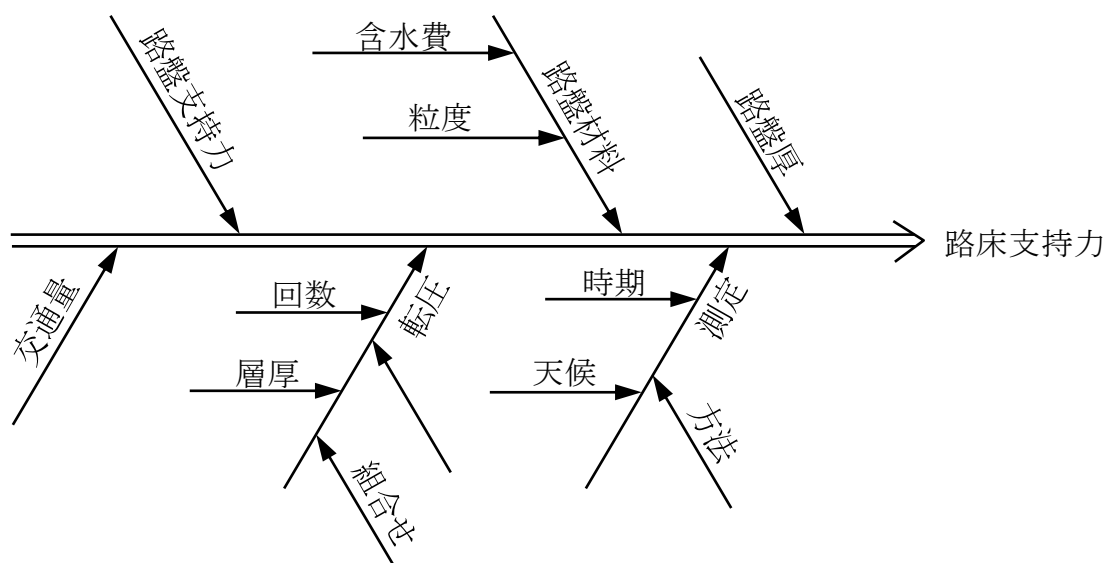 含水費
路盤支持力
路盤材料
粒度
路盤厚
路床支持力
交通量
回数
転圧
時期
測定
層厚
天候
方法
組合せ